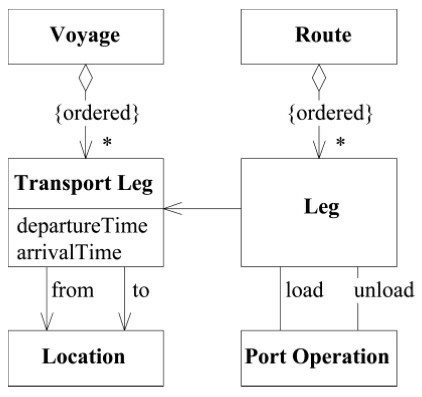 Voyage
Route
{ordered}
{ordered}
*
*
Transport Leg
Leg
departureTime
arrivalTime
from
to
load
unload
Location
Port Operation